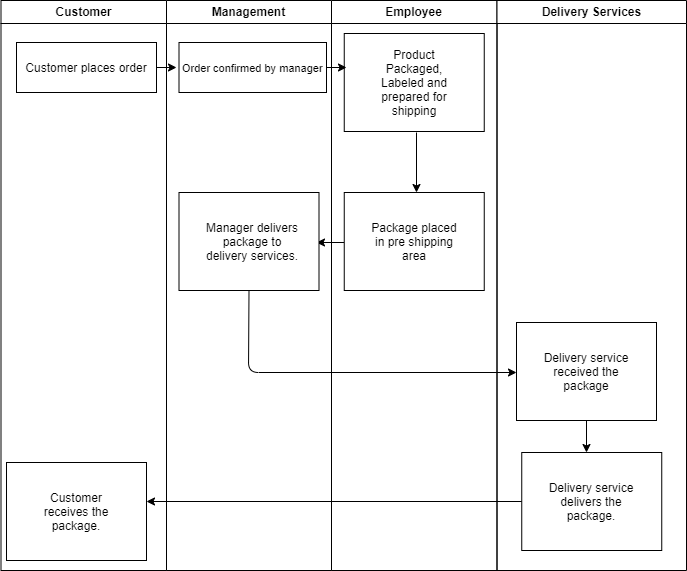 Customer
Management
Employee
Delivery Services
Customer places order
Order confirmed by manager
Product
Packaged,
Labeled and
prepared for
shipping
Manager delivers
package to
delivery services.
Package placed
in pre shipping
area
Delivery service
received the
package
Customer
receives the
package.
Delivery service
delivers the
package.